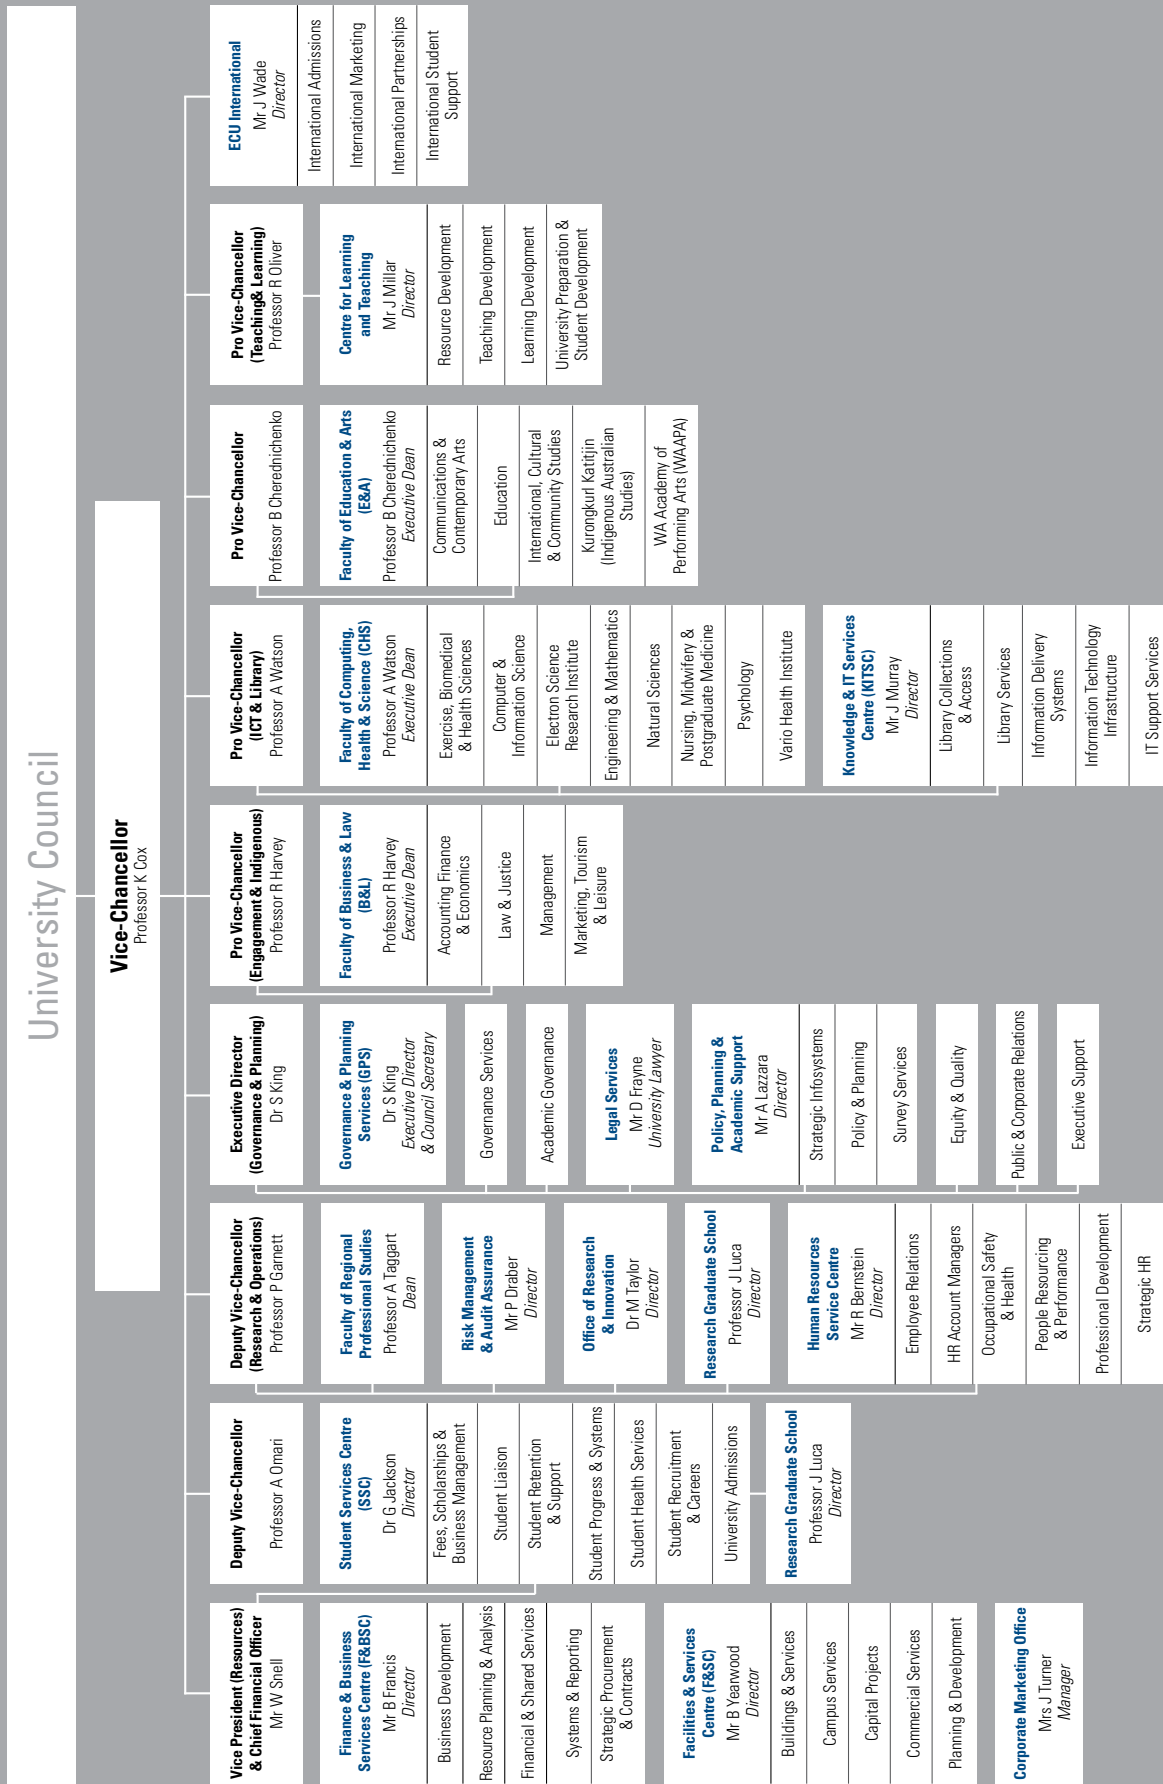 University Council
Vice-Chancellor
Professor K Cox
Vice President (Resources)
& Chief Financial Officer
Mr W Snell
Finance & Business
Services Centre (F&BSC)
Mr B Francis
Director
Business Development
Resource Planning & Analysis
Financial & Shared Services
Systems & Reporting
Strategic Procurement
& Contracts
Facilities & Services
Centre (F&SC)
Mr B Yearwood
Director
Buildings & Services
Campus Services
Capital Projects
Commercial Services
Planning & Development
Corporate Marketing Office
Mrs J Turner
Manager
Deputy Vice-Chancellor
Professor A Omari
Student Services Centre
(SSC)
Dr G Jackson
Director
Fees, Scholarships &
Business Management
Student Liaison
Student Retention
& Support
Student Progress & Systems
Student Health Services
Student Recruitment
& Careers
University Admissions
Research Graduate School
Professor J Luca
Director
Deputy Vice-Chancellor
(Research & Operations)
Professor P Garnett
Faculty of Regional
Professional Studies
Professor A Taggart
Dean
Risk Management
& Audit Assurance
Mr P Draber
Director
Office of Research
& Innovation
Dr M Taylor
Director
Research Graduate School
Professor J Luca
Director
Human Resources
Service Centre
Mr R Bernstein
Director
Employee Relations
HR Account Managers
Occupational Safety
& Health
People Resourcing
& Performance
Professional Development
Strategic HR
Executive Director
(Governance & Planning)
Dr S King
Governance & Planning
Services (GPS)
Dr S King
Executive Director
& Council Secretary
Governance Services
Academic Governance
Legal Services
Mr D Frayne
University Lawyer
Policy, Planning &
Academic Support
Mr A Lazzara
Director
Strategic Infosystems
Policy & Planning
Survey Services
Equity & Quality
Public & Corporate Relations
Executive Support
Pro Vice-Chancellor
(Engagement & Indigenous)
Professor R Harvey
Faculty of Business & Law
(B&L)
Professor R Harvey
Executive Dean
Accounting Finance
& Economics
Law & Justice
Management
Marketing, Tourism
& Leisure
Pro Vice-Chancellor
(ICT & Library)
Professor A Watson
Faculty of Computing,
Health & Science (CHS)
Professor A Watson
Executive Dean
Exercise, Biomedical
& Health Sciences
Computer &
Information Science
Electron Science
Research Institute
Engineering & Mathematics
Natural Sciences
Nursing, Midwifery &
Postgraduate Medicine
Psychology
Vario Health Institute
Knowledge & IT Services
Centre (KITSC)
Mr J Murray
Director
Library Collections
& Access
Library Services
Information Delivery
Systems
Information Technology
Infrastructure
IT Support Services
Pro Vice-Chancellor
Professor B Cherednichenko
Faculty of Education & Arts
(E&A)
Professor B Cherednichenko
Executive Dean
Communications &
Contemporary Arts
Education
International, Cultural
& Community Studies
Kurongkurl Katitjin
(Indigenous Australian
Studies)
WA Academy of
Performing Arts (WAAPA)
Pro Vice-Chancellor
(Teaching& Learning)
Professor R Oliver
Centre for Learning
and Teaching
Mr J Millar
Director
Resource Development
Teaching Development
Learning Development
University Preparation &
Student Development
ECU International
Mr J Wade
Director
International Admissions
International Marketing
International Partnerships
International Student
Support